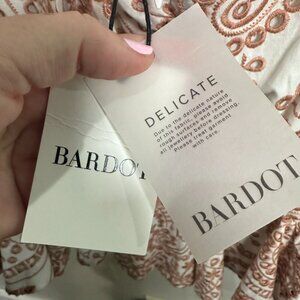 BARDOT
DELICATE
Due to the delicate nature
of this fabric, please avoid
rough surfaces and remove
all jewellery before dressing.
Please treat garment
with care.
BARDOT